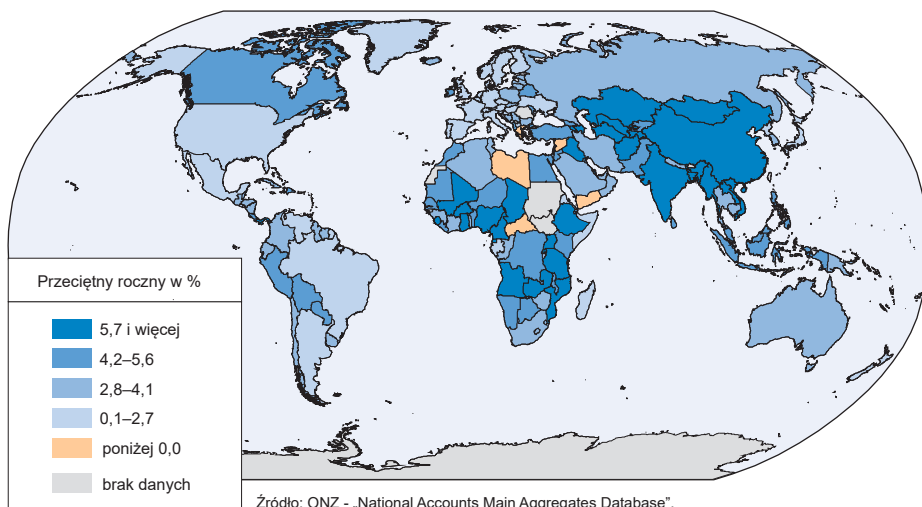 Przeciętny roczny w %
5,7 i więcej
4,2–5,6
2,8–4,1
0,1–2,7
poniżej 0,0
brak danych
Źródło: ONZ - „National Accounts Main Aggregates Database”.